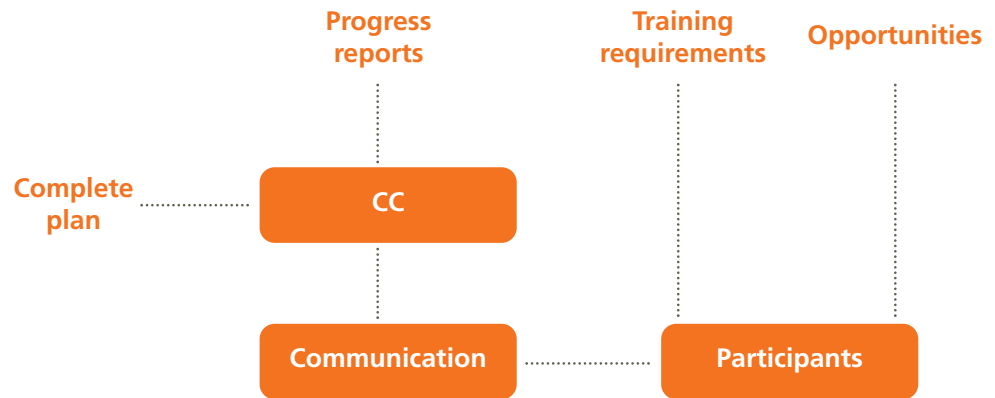 Progress
reports
Training
requirements
Opportunities
Complete
plan
CC
Communication
Participants